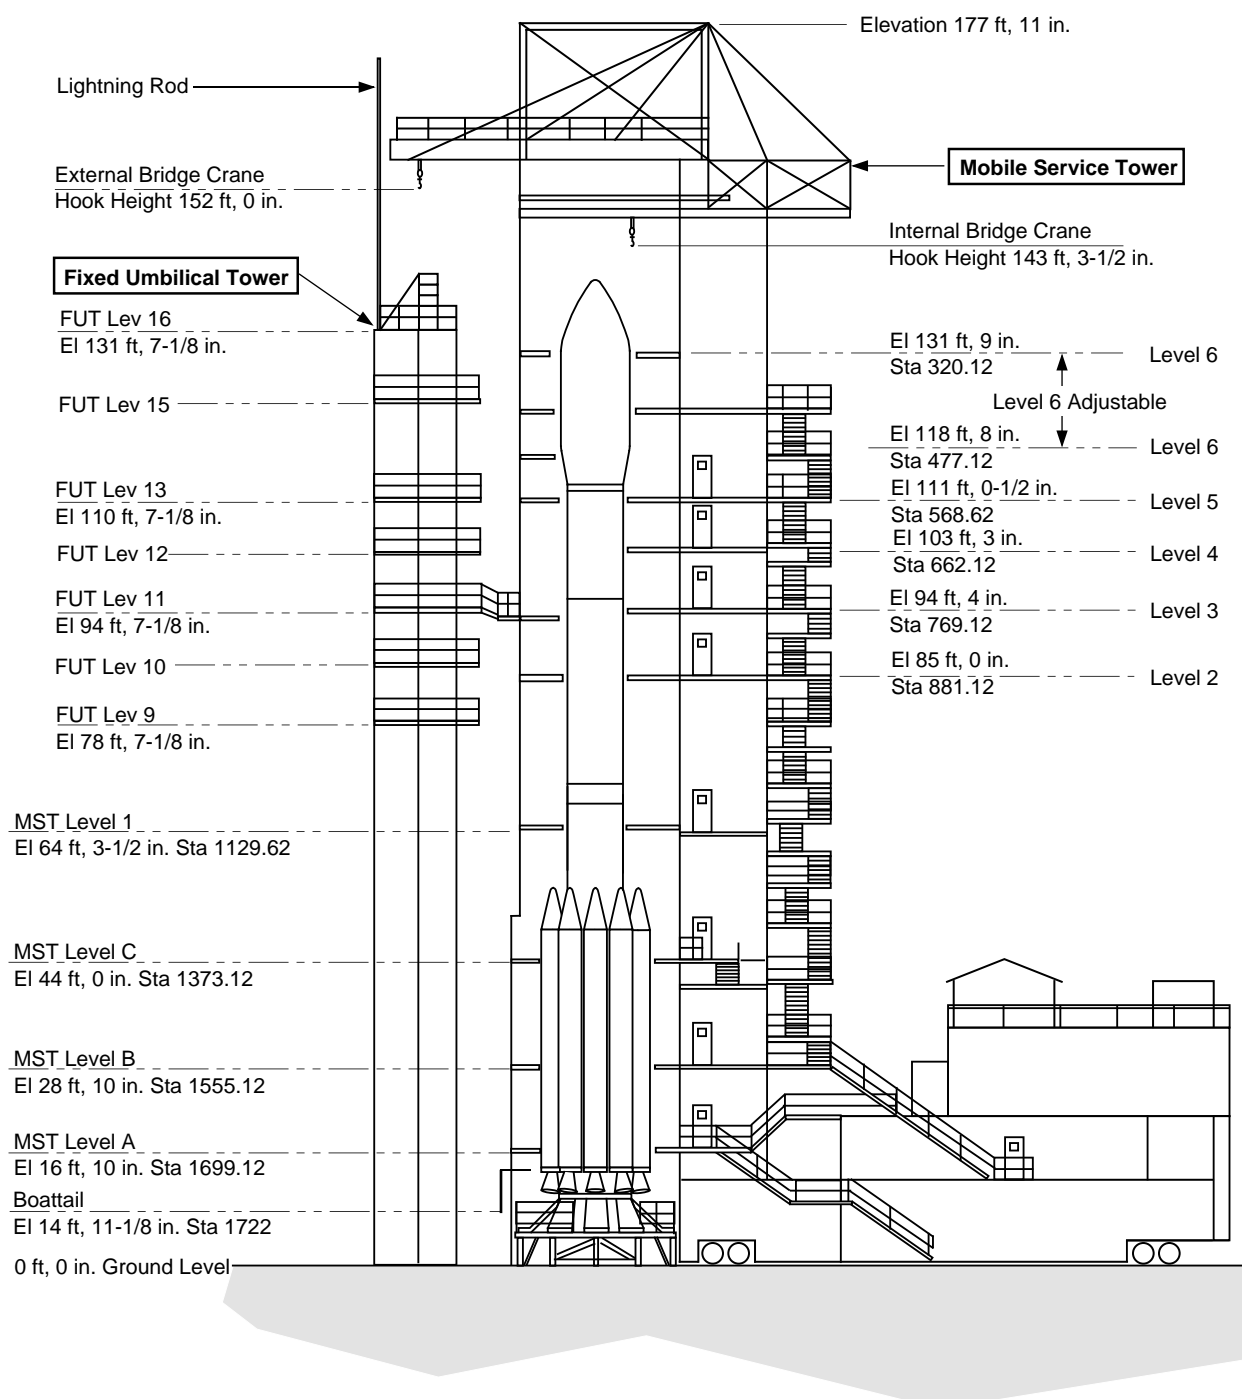 Elevation 177 ft, 11 in.
Lightning Rod
External Bridge Crane
Hook Height 152 ft, 0 in.
Mobile Service Tower
Internal Bridge Crane
Hook Height 143 ft, 3-1/2 in.
Fixed Umbilical Tower
FUT Lev 16
El 131 ft, 7-1/8 in.
El 131 ft, 9 in.
Sta 320.12
Level 6
Level 6 Adjustable
FUT Lev 15
El 118 ft, 8 in.
Sta 477.12
Level 6
FUT Lev 13
El 110 ft, 7-1/8 in.
El 111 ft, 0-1/2 in.
Sta 568.62
Level 5
FUT Lev 12
El 103 ft, 3 in.
Sta 662.12
Level 4
FUT Lev 11
El 94 ft, 7-1/8 in.
El 94 ft, 4 in.
Sta 769.12
Level 3
FUT Lev 10
El 85 ft, 0 in.
Sta 881.12
Level 2
FUT Lev 9
El 78 ft, 7-1/8 in.
MST Level 1
El 64 ft, 3-1/2 in. Sta 1129.62
MST Level C
El 44 ft, 0 in. Sta 1373.12
MST Level B
El 28 ft, 10 in. Sta 1555.12
MST Level A
El 16 ft, 10 in. Sta 1699.12
Boattail
El 14 ft, 11-1/8 in. Sta 1722
0 ft, 0 in. Ground Level